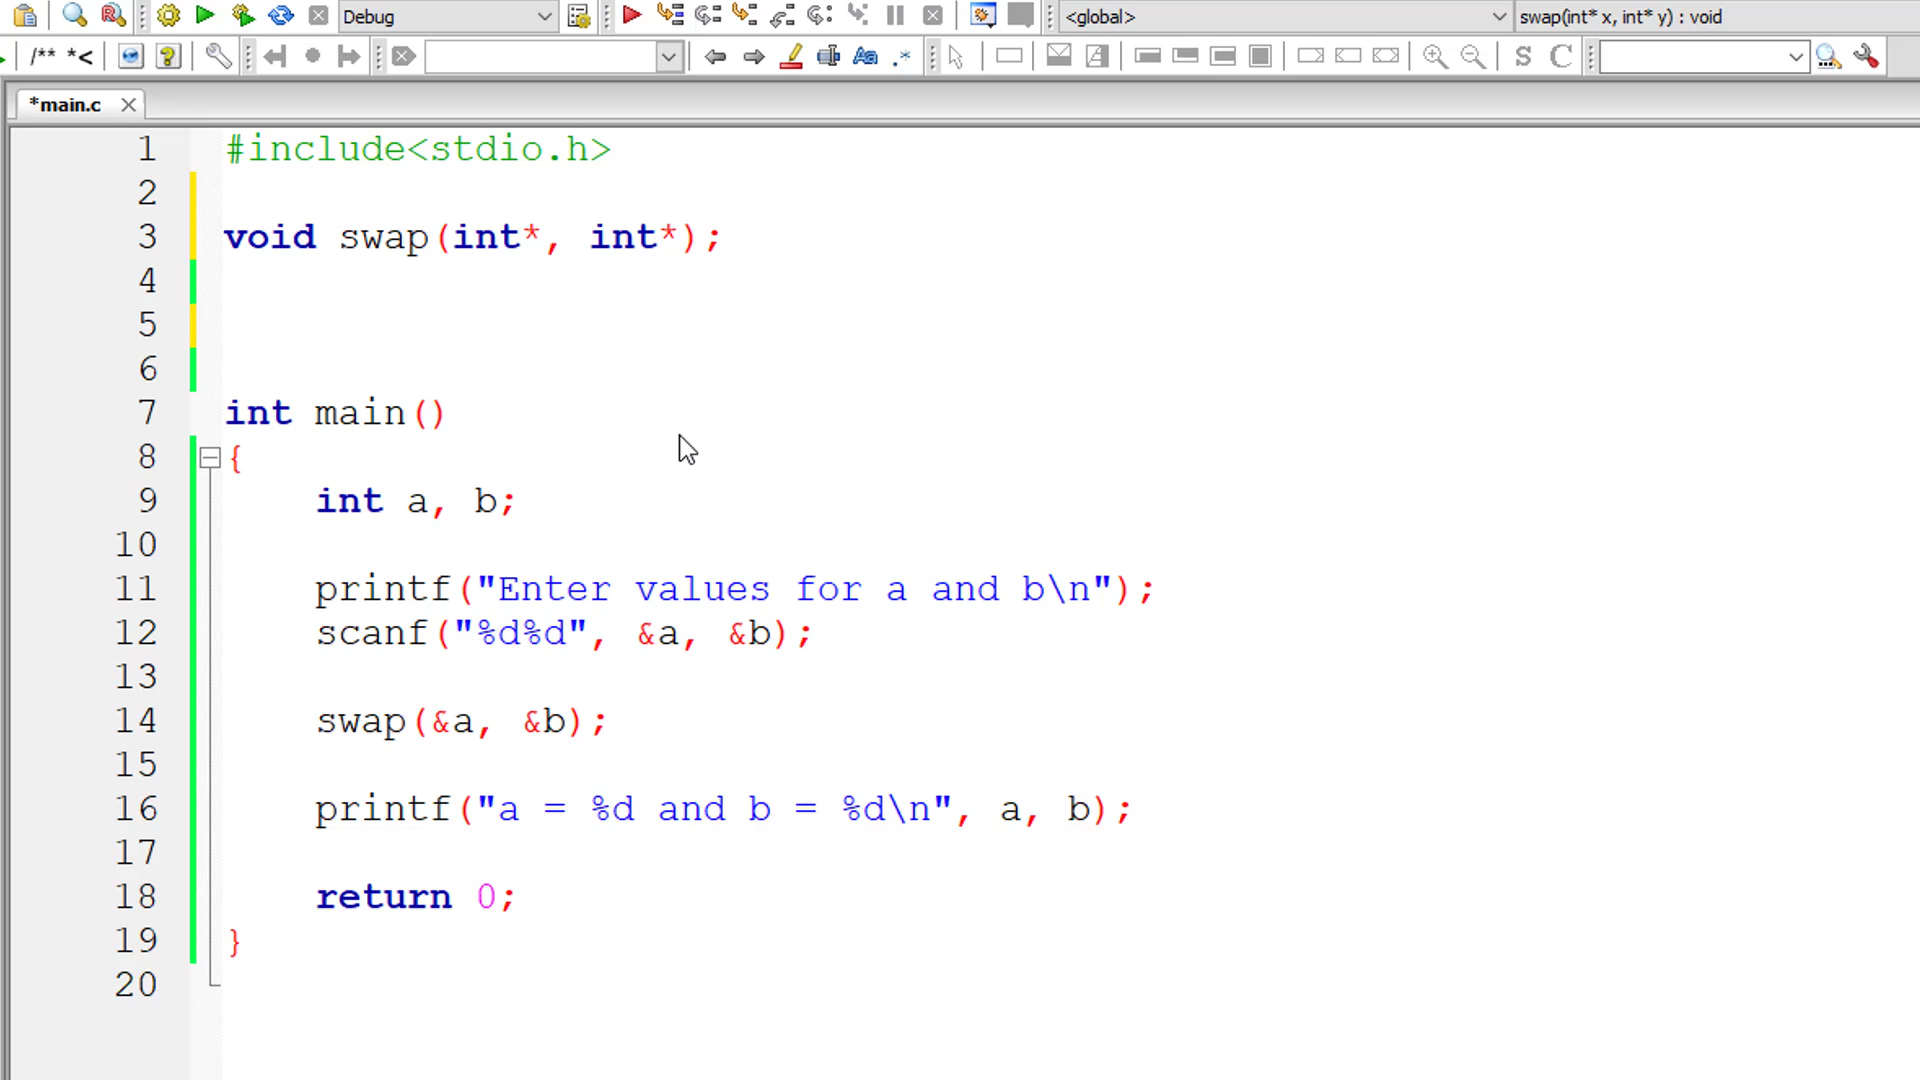 Debug
<global>
swap(int* x, int* y) : void
/** *<
Aa .*
S C
*main.c
1 #include<stdio.h>
2
3 void swap(int*, int*);
4
5
6
7 int main()
8 {
9 int a, b;
10
11 printf("Enter values for a and b\n");
12 scanf("%d%d", &a, &b);
13
14 swap(&a, &b);
15
16 printf("a = %d and b = %d\n", a, b);
17
18 return 0;
19 }
20